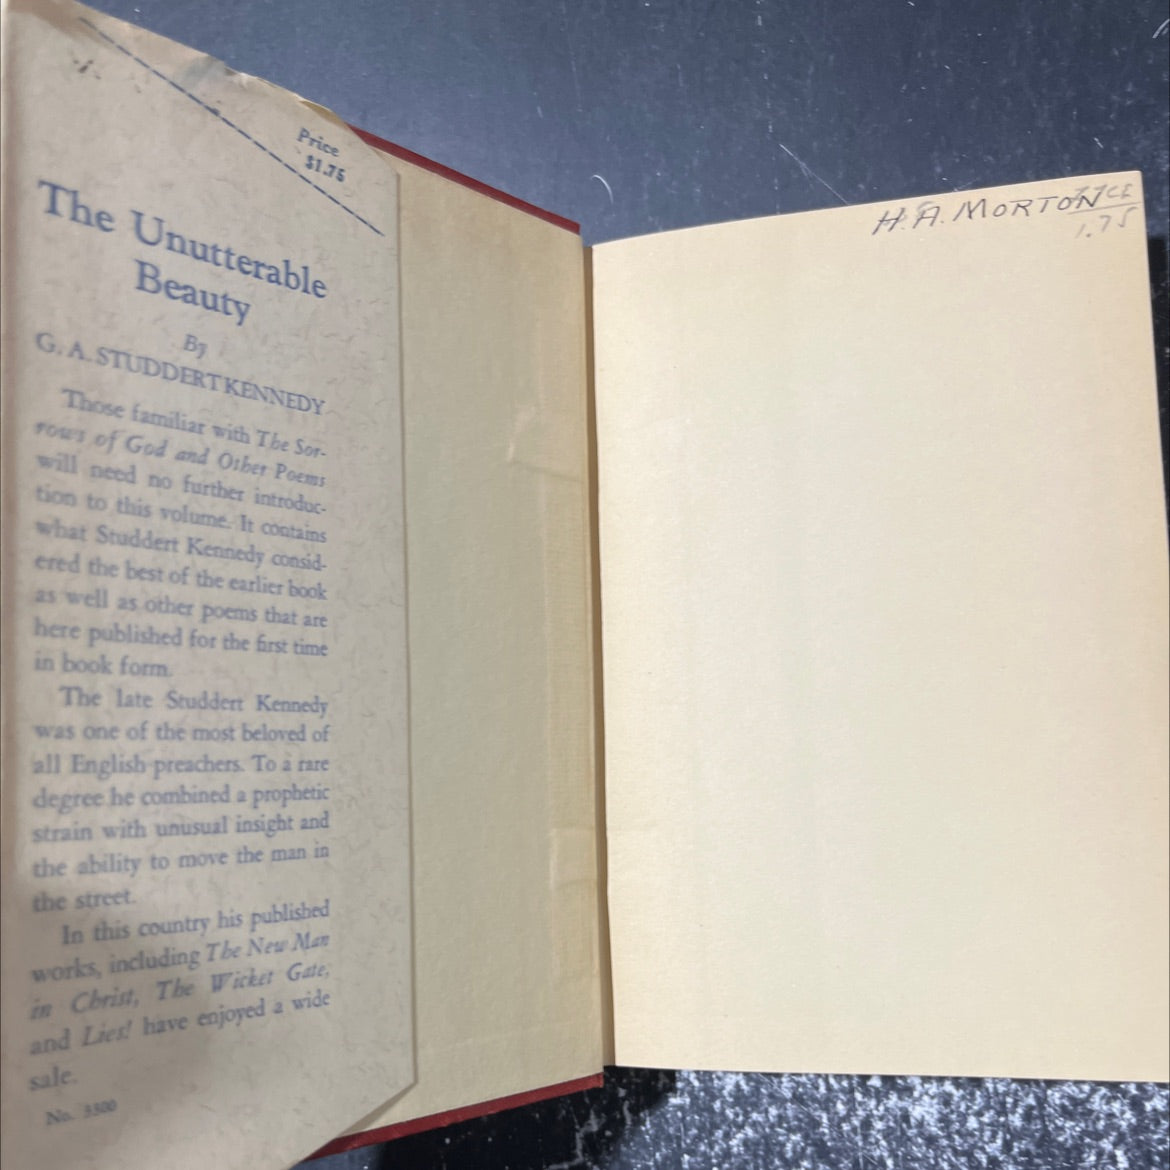 Price
$1.75
The Unutterable
Beauty
By
G. A. STUDDERT KENNEDY
Those familiar with The Sor-
rows of God and Other Poems
will need no further introduc-
tion to this volume. It contains
what Studdert Kennedy consid-
ered the best of the earlier book
as well as other poems that are
here published for the first time
in book form.
The late Studdert Kennedy
was one of the most beloved of
all English preachers. To a rare
degree he combined a prophetic
strain with unusual insight and
the ability to move the man in
the street.
In this country his published
works, including The New Man
in Christ, The Wicket Gate,
and Lies! have enjoyed a wide
sale.
No. 3300
H. A. MORTON
1.75